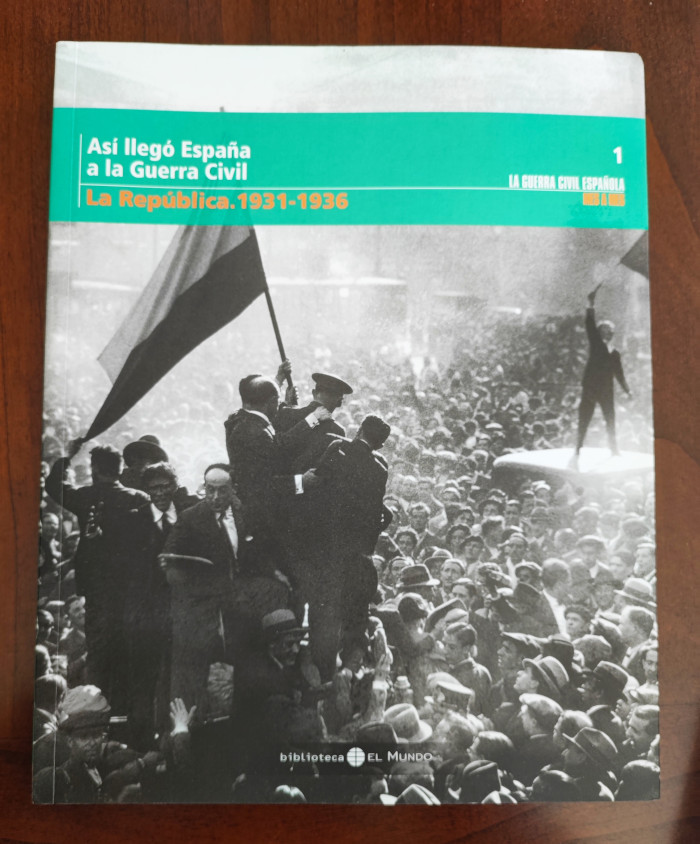 Así llegó España
a la Guerra Civil
La República.1931-1936
1
LA GUERRA CIVIL ESPAÑOLA
biblioteca EL MUNDO